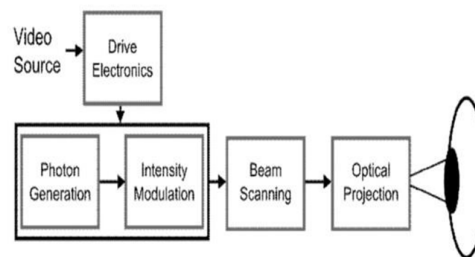 Video
Source
Drive
Electronics
Photon
Generation
Intensity
Modulation
Beam
Scanning
Optical
Projection